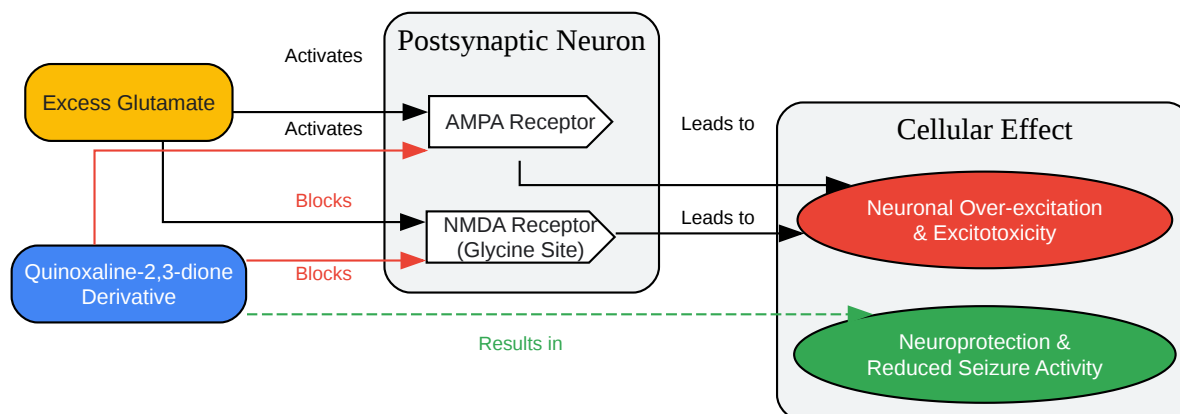 Postsynaptic Neuron
Activates
Excess Glutamate
AMPA Receptor
Activates
Leads to
Cellular Effect
Blocks
Neuronal Over-excitation
& Excitotoxicity
NMDA Receptor
(Glycine Site)
Leads to
Quinoxaline-2,3-dione
Derivative
Blocks
Results in
Neuroprotection &
Reduced Seizure Activity